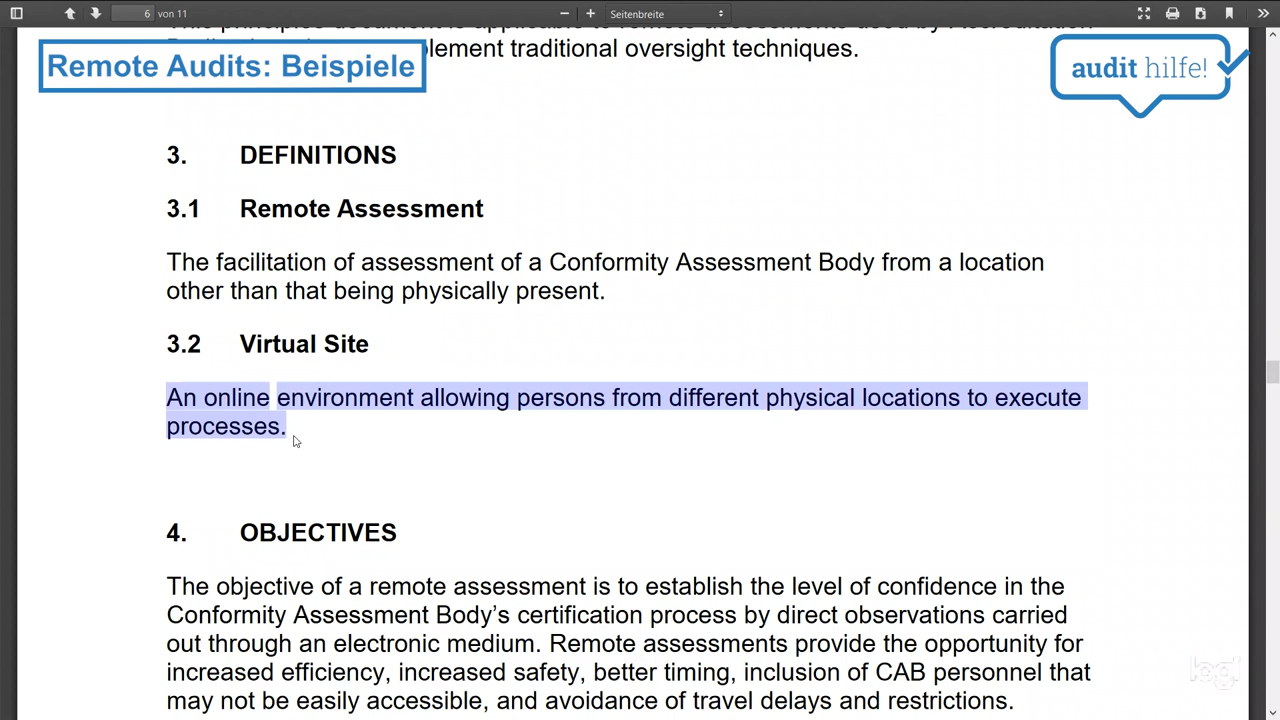 6 von 11 Seitenbreite
plement traditional oversight techniques.
Remote Audits: Beispiele
audit hilfe!
3. DEFINITIONS
3.1 Remote Assessment
The facilitation of assessment of a Conformity Assessment Body from a location
other than that being physically present.
3.2 Virtual Site
An online environment allowing persons from different physical locations to execute
processes.
4. OBJECTIVES
The objective of a remote assessment is to establish the level of confidence in the
Conformity Assessment Body’s certification process by direct observations carried
out through an electronic medium. Remote assessments provide the opportunity for
increased efficiency, increased safety, better timing, inclusion of CAB personnel that
may not be easily accessible, and avoidance of travel delays and restrictions.